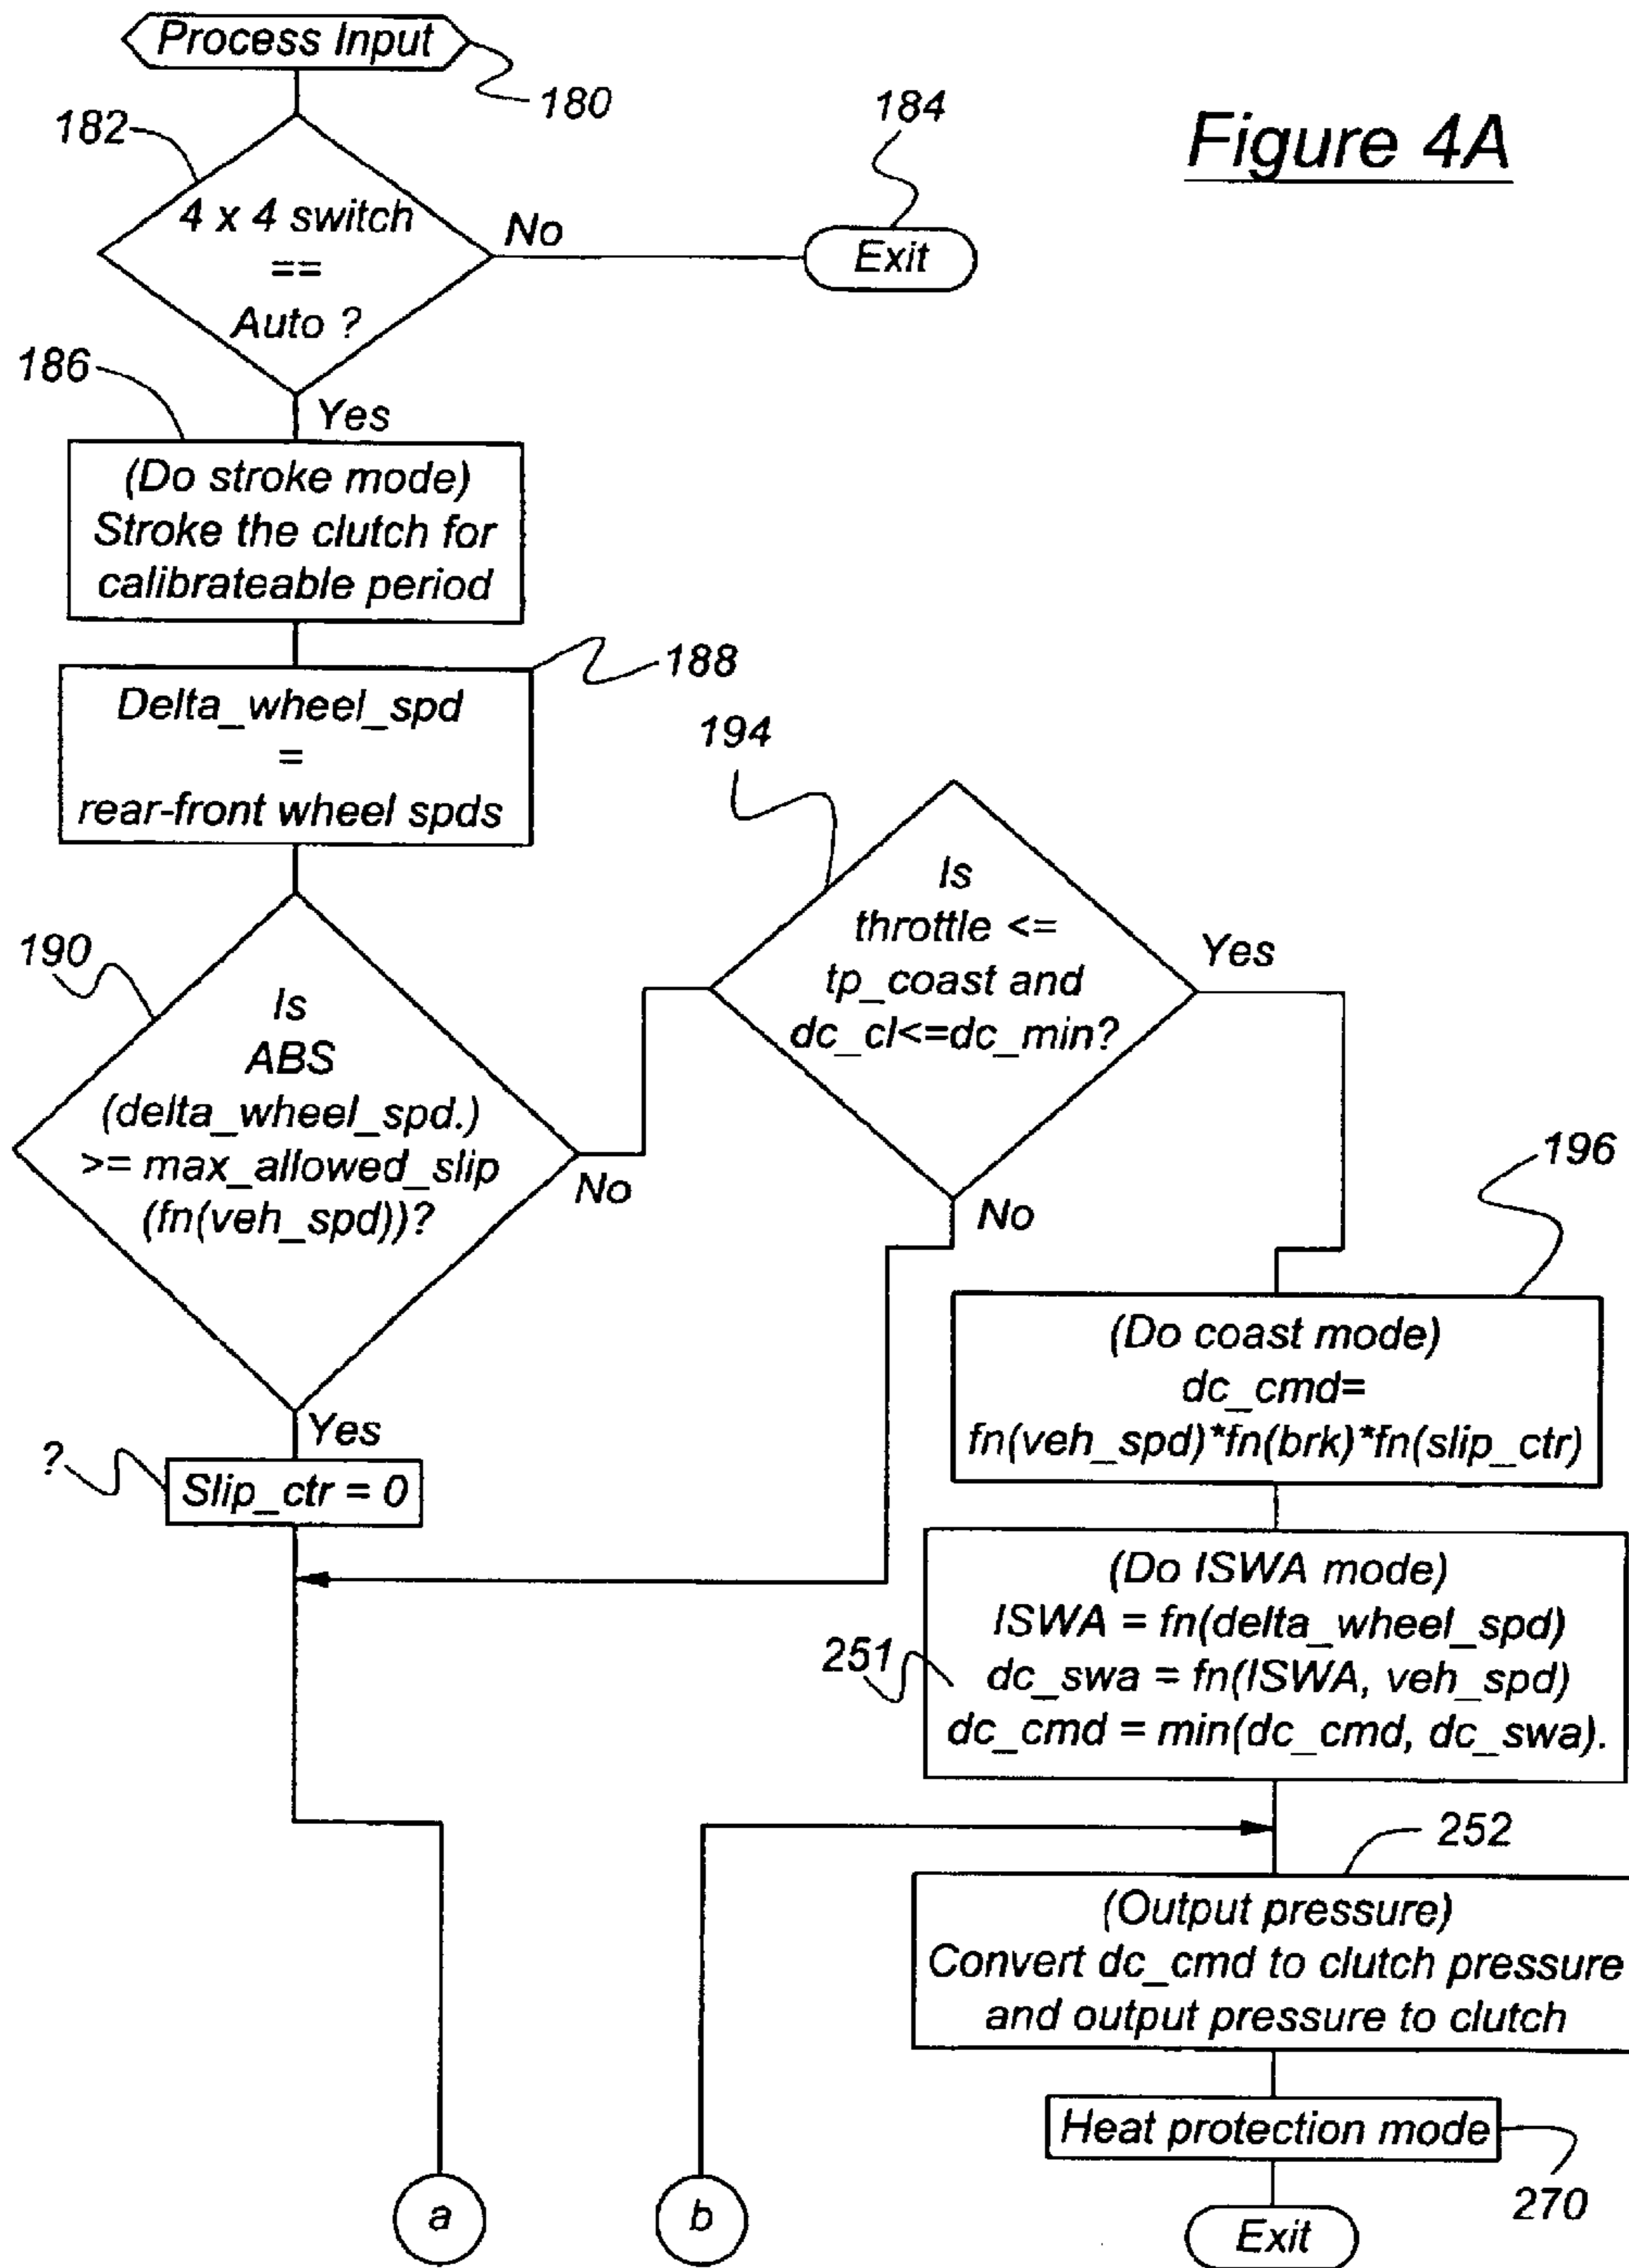 Figure 4A
Process Input
180
182
184
4 x 4 switch
==
Auto ?
No
Exit
186
Yes
(Do stroke mode)
Stroke the clutch for
calibrateable period
188
Delta_wheel_spd
=
rear-front wheel spds
194
Is
throttle <=
tp_coast and
dc_cl<=dc_min?
Yes
No
190
Is
ABS
(delta_wheel_spd.)
>= max_allowed_slip
(fn(veh_spd))?
No
Yes
?
Slip_ctr = 0
196
(Do coast mode)
dc_cmd=
fn(veh_spd)*fn(brk)*fn(slip_ctr)
251
(Do ISWA mode)
ISWA = fn(delta_wheel_spd)
dc_swa = fn(ISWA, veh_spd)
dc_cmd = min(dc_cmd, dc_swa).
252
(Output pressure)
Convert dc_cmd to clutch pressure
and output pressure to clutch
Heat protection mode
270
a
b
Exit